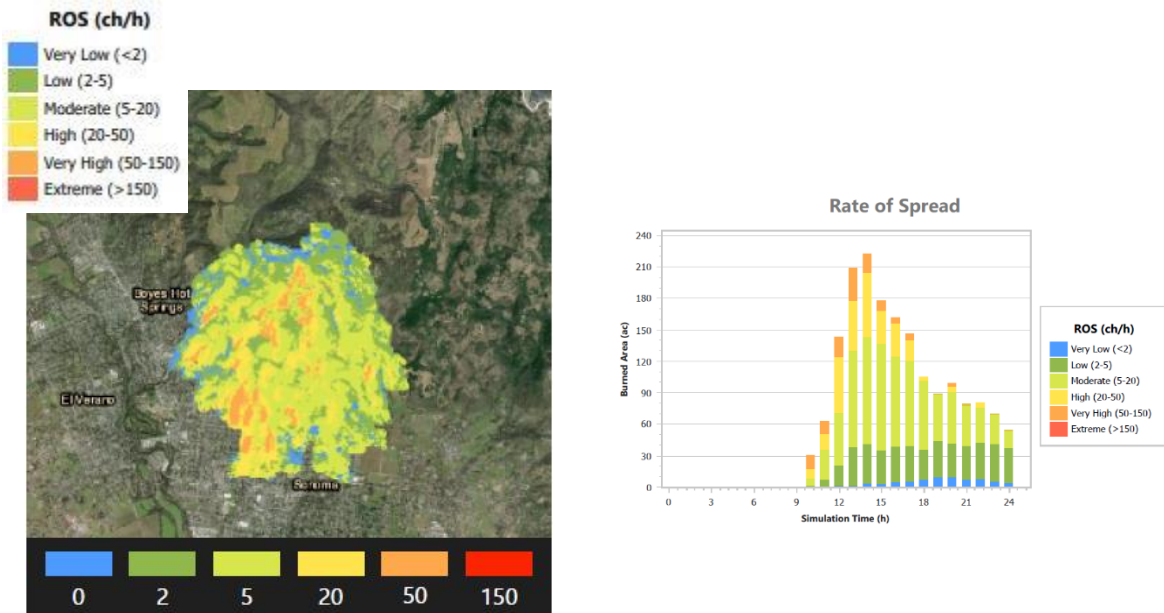 ROS (ch/h)
Very Low (<2)
Low (2-5)
Moderate (5-20)
High (20-50)
Very High (50-150)
Extreme (>150)
Boyes Hot
Springs
El Verano
Sonoma
0 2 5 20 50 150
Rate of Spread
240
210
180
150
120
90
60
30
0
Burned Area (ac)
0 3 6 9 12 15 18 21 24
Simulation Time (h)
ROS (ch/h)
Very Low (<2)
Low (2-5)
Moderate (5-20)
High (20-50)
Very High (50-150)
Extreme (>150)